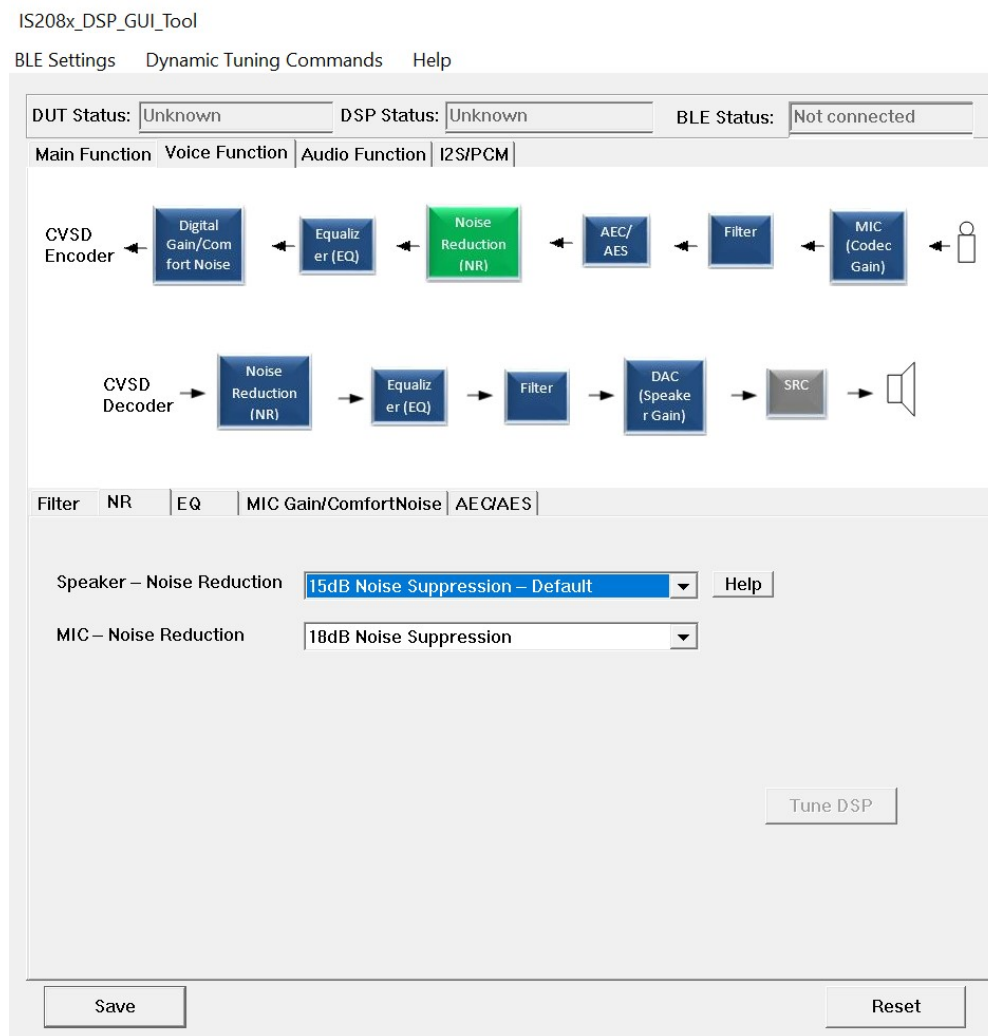 IS208x_DSP_GUI_Tool
BLE Settings Dynamic Tuning Commands Help
DUT Status: Unknown DSP Status: Unknown BLE Status: Not connected
Main Function Voice Function Audio Function I2S/PCM
CVSD
Encoder
Digital
Gain/Com
fort Noise
Equaliz
er (EQ)
Noise
Reduction
(NR)
AEC/
AES
Filter
MIC
(Codec
Gain)
CVSD
Decoder
Noise
Reduction
(NR)
Equaliz
er (EQ)
Filter
DAC
(Speake
r Gain)
SRC
Filter NR EQ MIC Gain/ComfortNoise AEC/AES
Speaker – Noise Reduction 15dB Noise Suppression – Default Help
MIC – Noise Reduction 18dB Noise Suppression
Tune DSP
Save Reset